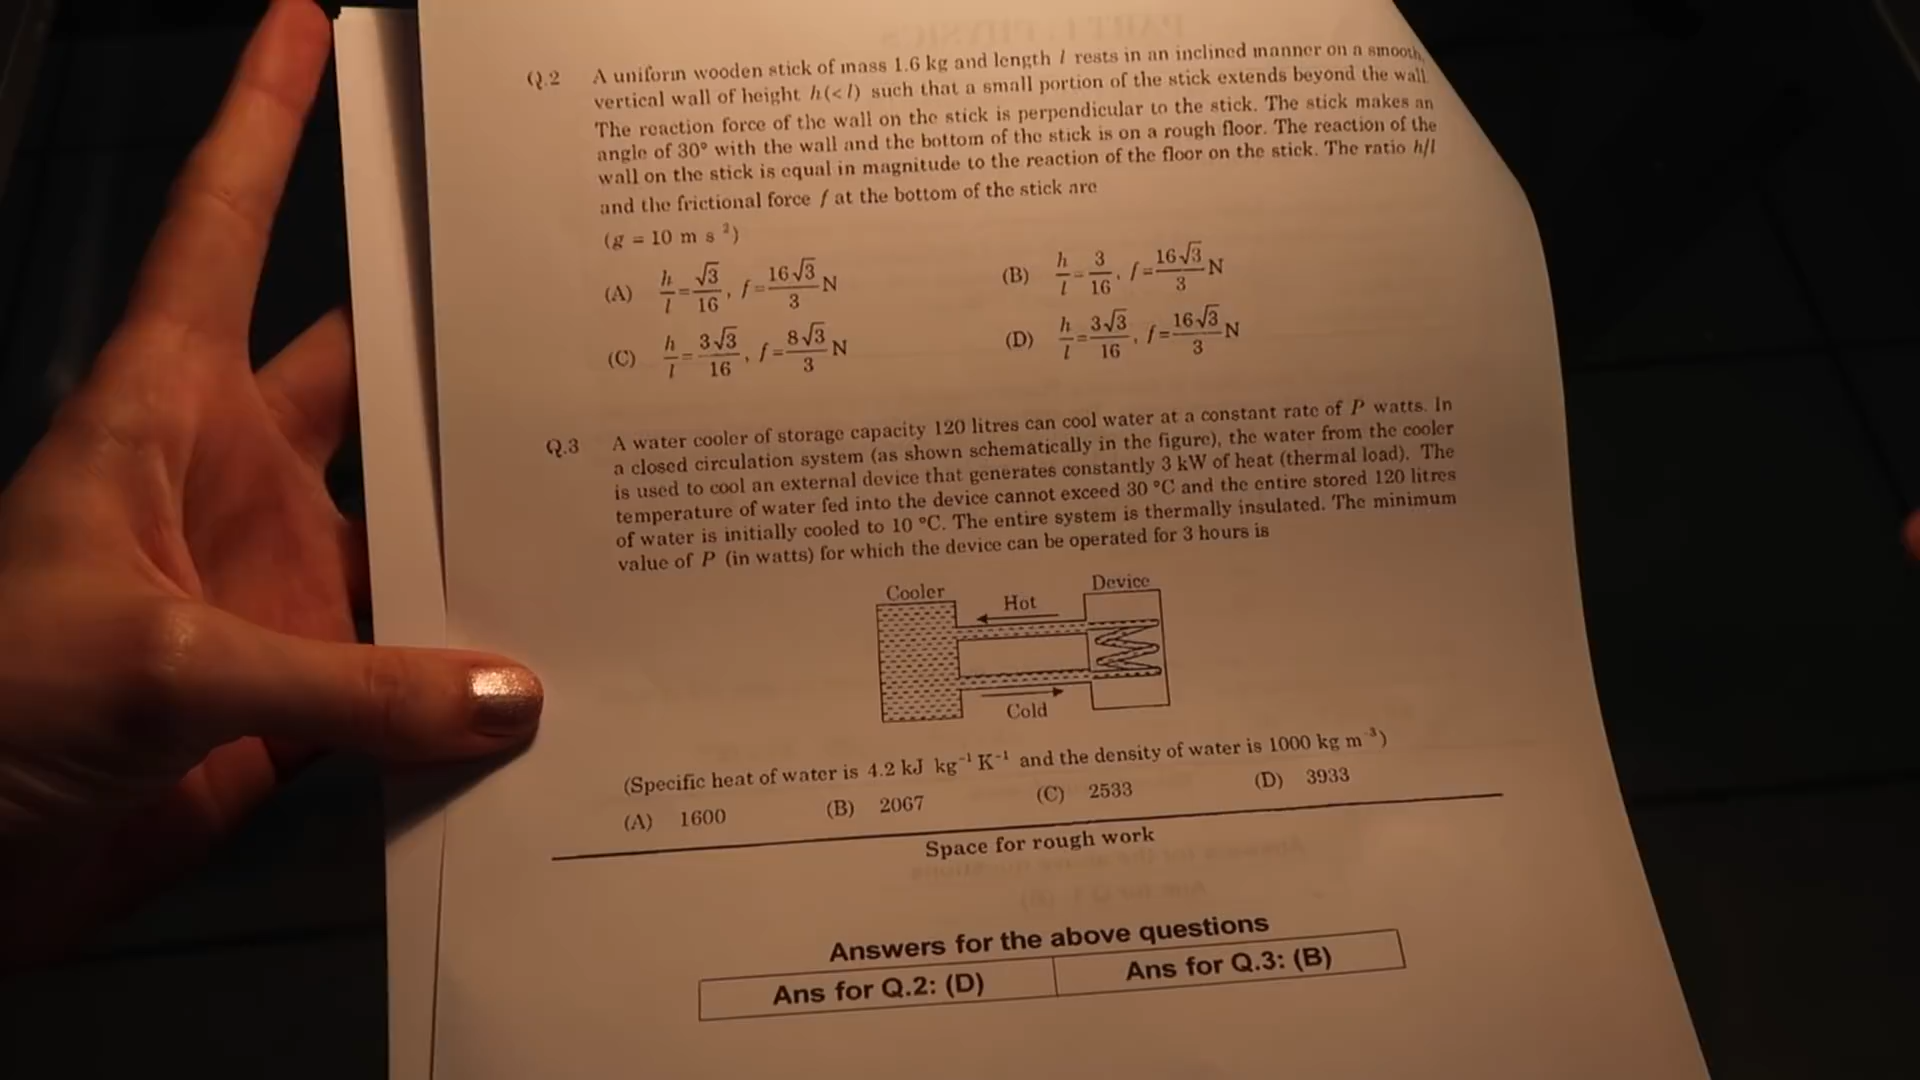 Q.2 A uniform wooden stick of mass 1.6 kg and length l rests in an inclined manner on a smooth,
vertical wall of height h(< l) such that a small portion of the stick extends beyond the wall.
The reaction force of the wall on the stick is perpendicular to the stick. The stick makes an
angle of 30° with the wall and the bottom of the stick is on a rough floor. The reaction of the
wall on the stick is equal in magnitude to the reaction of the floor on the stick. The ratio h/l
and the frictional force f at the bottom of the stick are
(g = 10 m s ²)
(A) h/l = √3/16, f = 16√3/3 N (B) h/l = 3/16, f = 16√3/3 N
(C) h/l = 3√3/16, f = 8√3/3 N (D) h/l = 3√3/16, f = 16√3/3 N
Q.3 A water cooler of storage capacity 120 litres can cool water at a constant rate of P watts. In
a closed circulation system (as shown schematically in the figure), the water from the cooler
is used to cool an external device that generates constantly 3 kW of heat (thermal load). The
temperature of water fed into the device cannot exceed 30 °C and the entire stored 120 litres
of water is initially cooled to 10 °C. The entire system is thermally insulated. The minimum
value of P (in watts) for which the device can be operated for 3 hours is
Cooler Hot Device
Cold
(Specific heat of water is 4.2 kJ kg⁻¹ K⁻¹ and the density of water is 1000 kg m ³)
(A) 1600 (B) 2067 (C) 2533 (D) 3933
Space for rough work
Answers for the above questions
Ans for Q.2: (D) Ans for Q.3: (B)